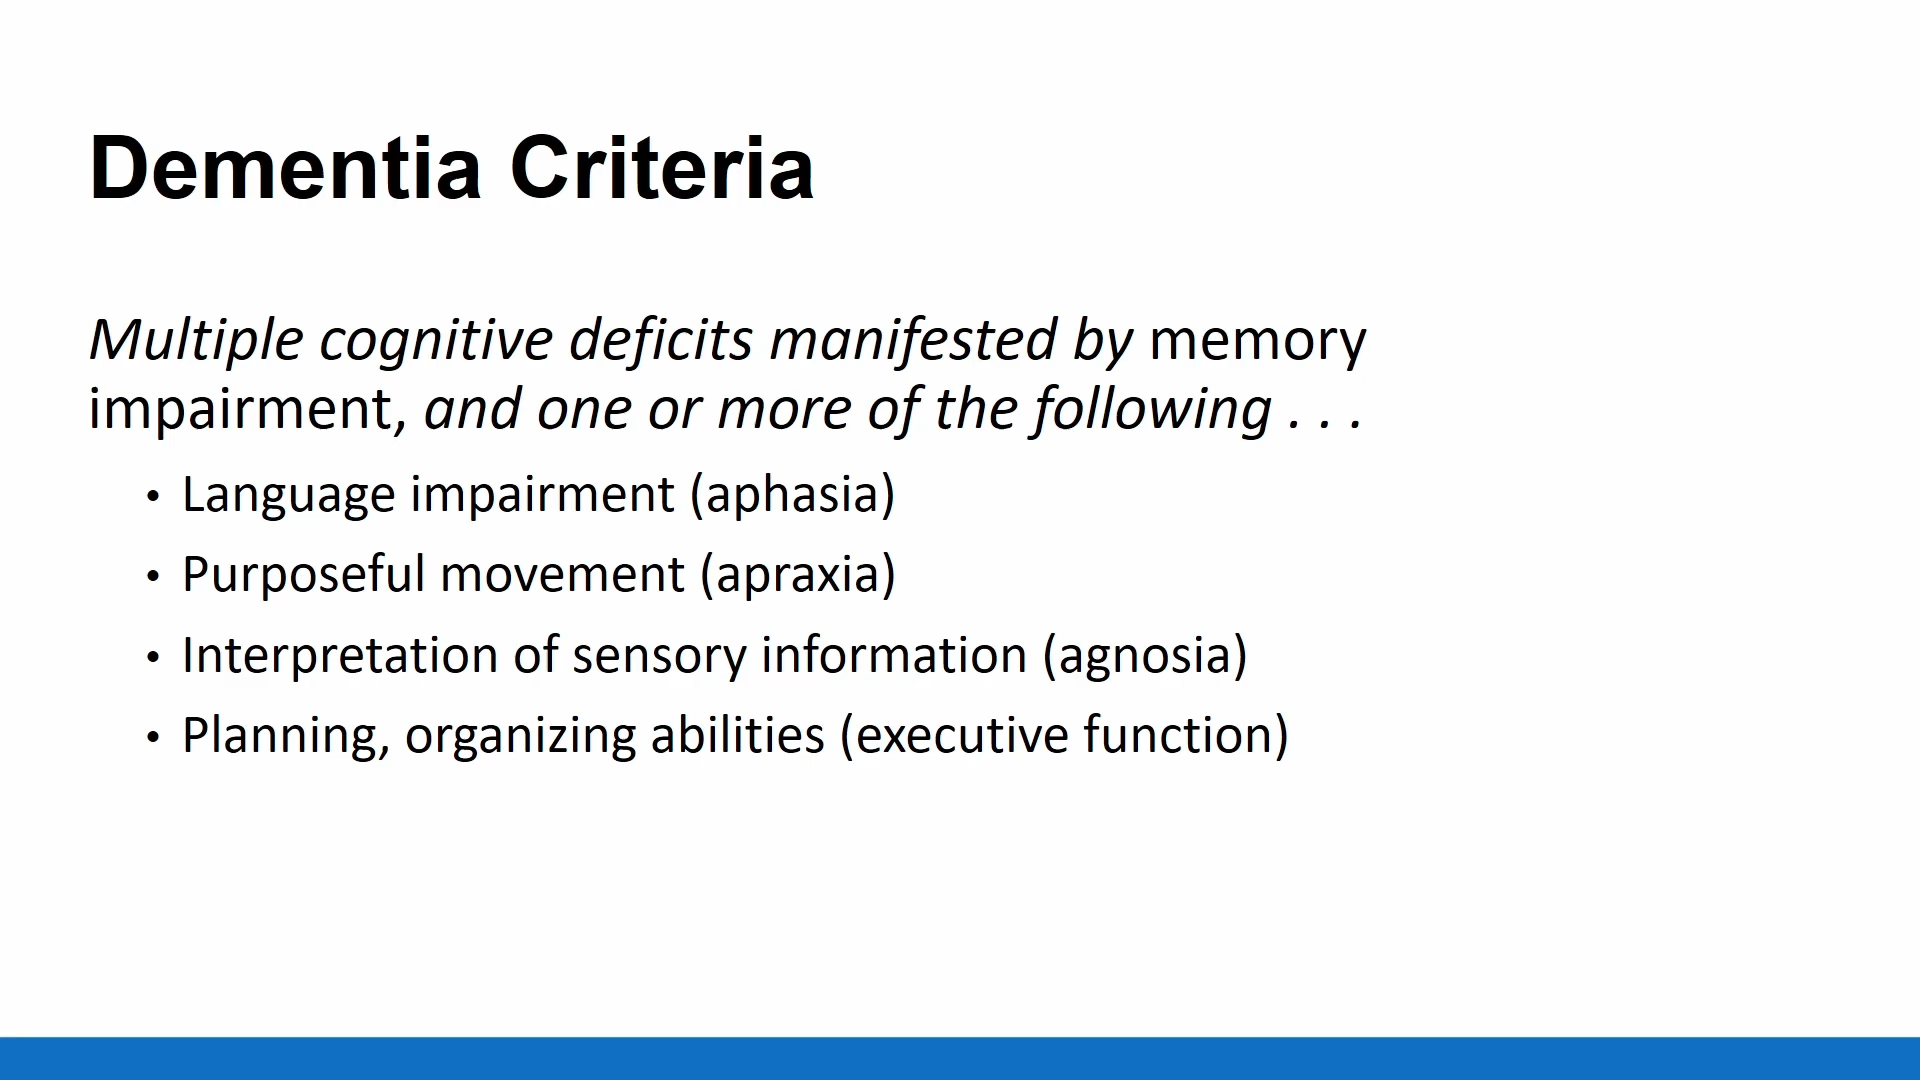 Dementia Criteria
Multiple cognitive deficits manifested by memory
impairment, and one or more of the following . . .
• Language impairment (aphasia)
• Purposeful movement (apraxia)
• Interpretation of sensory information (agnosia)
• Planning, organizing abilities (executive function)